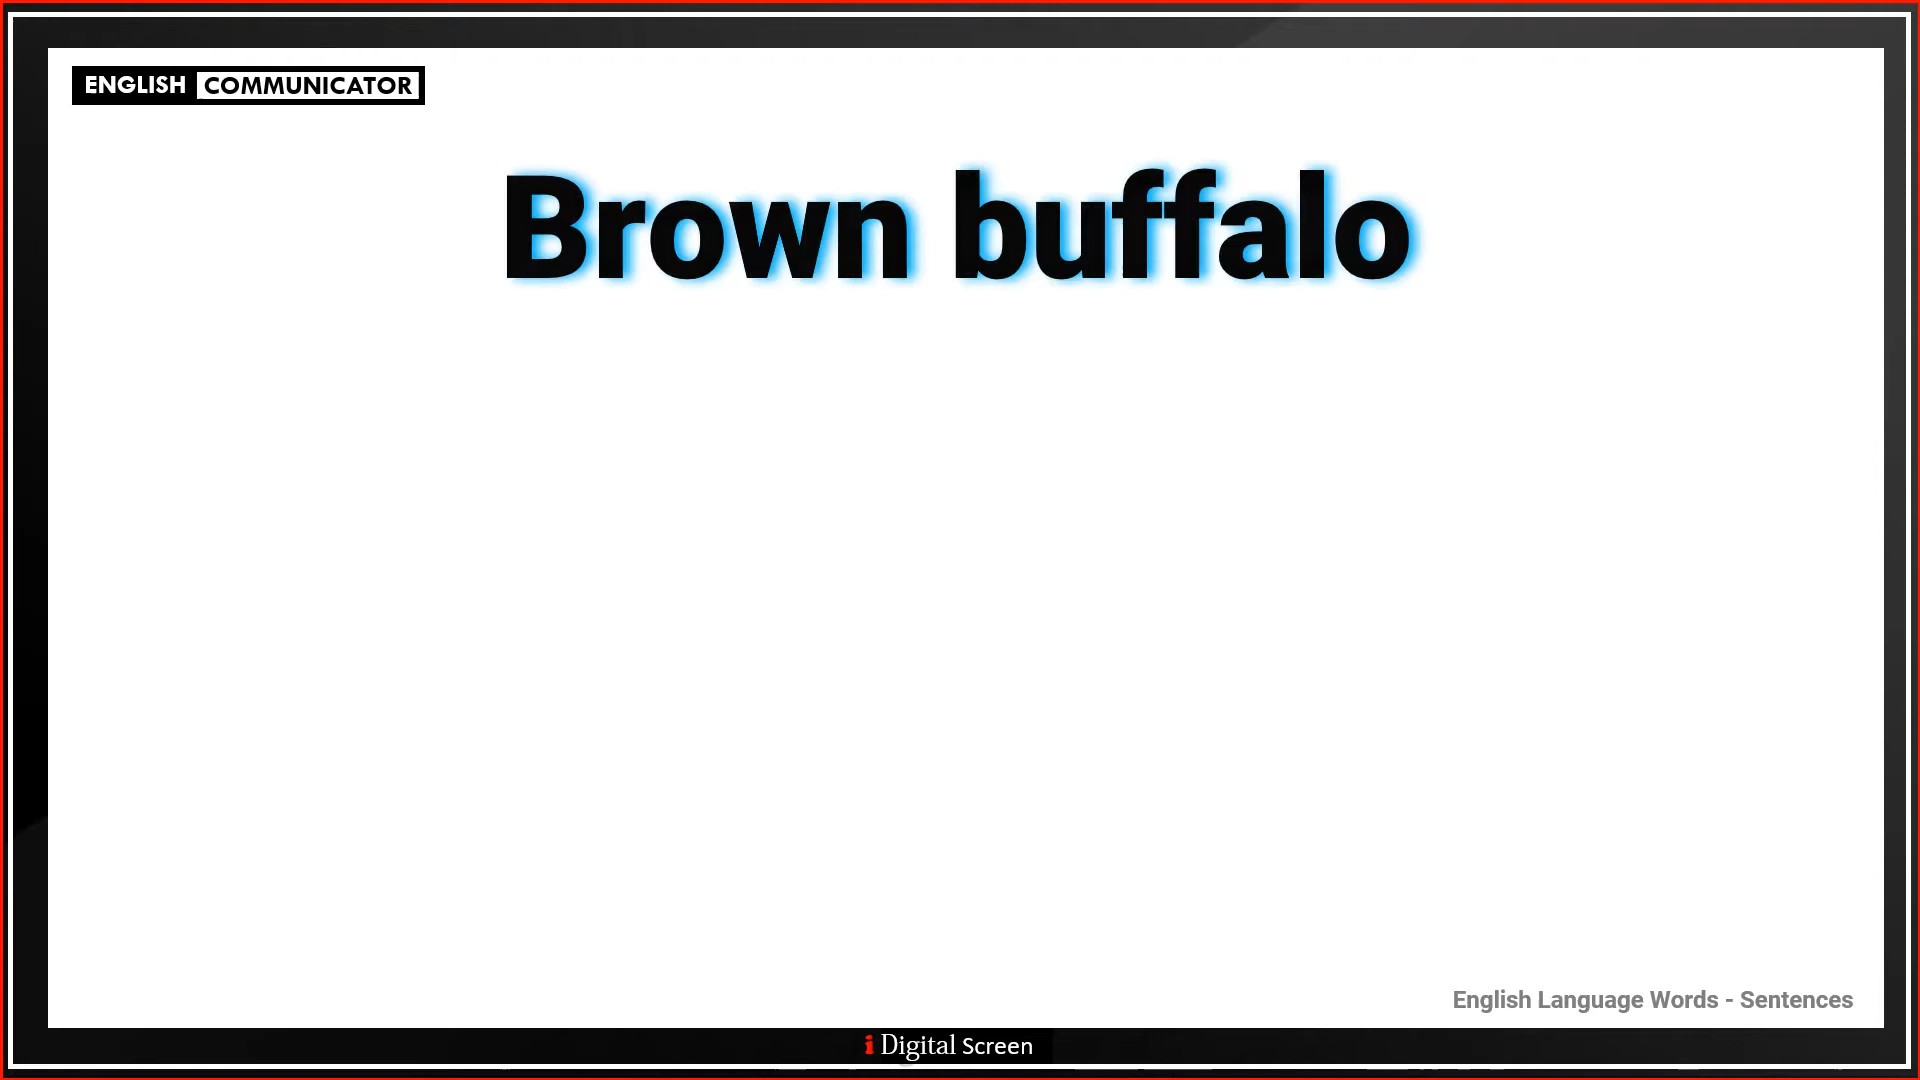 ENGLISH COMMUNICATOR
Brown buffalo
English Language Words - Sentences
i Digital Screen